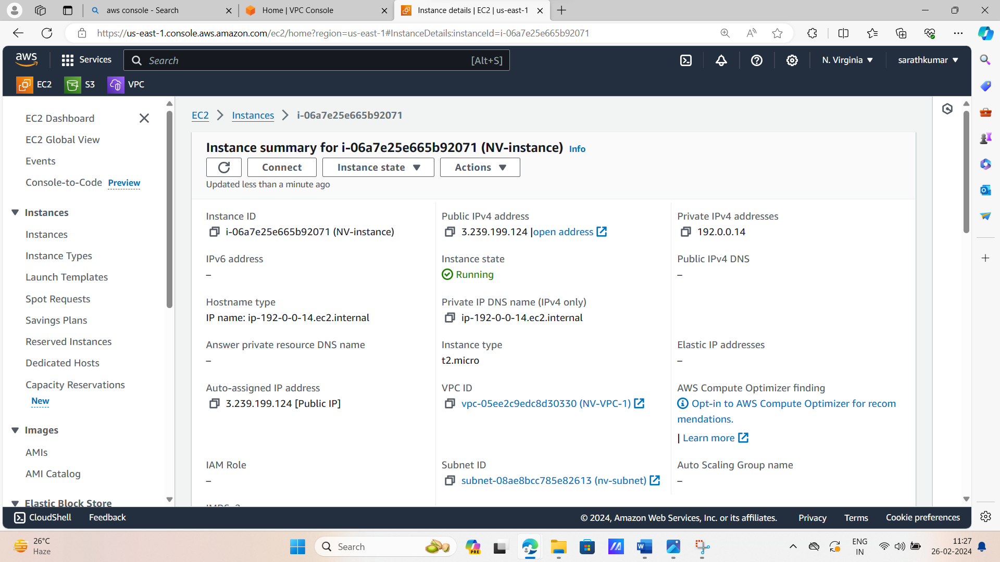 aws console - Search
Home | VPC Console
Instance details | EC2 | us-east-1
https://us-east-1.console.aws.amazon.com/ec2/home?region=us-east-1#InstanceDetails:instanceId=i-06a7e25e665b92071
aws
Services
Search
[Alt+S]
N. Virginia
sarathkumar
EC2
S3
VPC
EC2 Dashboard
EC2 Global View
Events
Console-to-Code Preview
Instances
Instances
Instance Types
Launch Templates
Spot Requests
Savings Plans
Reserved Instances
Dedicated Hosts
Capacity Reservations
New
Images
AMIs
AMI Catalog
Elastic Block Store
EC2 > Instances > i-06a7e25e665b92071
Instance summary for i-06a7e25e665b92071 (NV-instance) Info
Connect
Instance state
Actions
Updated less than a minute ago
Instance ID
i-06a7e25e665b92071 (NV-instance)
Public IPv4 address
3.239.199.124 |open address
Private IPv4 addresses
192.0.0.14
IPv6 address
–
Instance state
Running
Public IPv4 DNS
–
Hostname type
IP name: ip-192-0-0-14.ec2.internal
Private IP DNS name (IPv4 only)
ip-192-0-0-14.ec2.internal
Answer private resource DNS name
–
Instance type
t2.micro
Elastic IP addresses
–
Auto-assigned IP address
3.239.199.124 [Public IP]
VPC ID
vpc-05ee2c9edc8d30330 (NV-VPC-1)
AWS Compute Optimizer finding
Opt-in to AWS Compute Optimizer for recom
mendations.
| Learn more
IAM Role
–
Subnet ID
subnet-08ae8bcc785e82613 (nv-subnet)
Auto Scaling Group name
–
CloudShell
Feedback
© 2024, Amazon Web Services, Inc. or its affiliates.
Privacy
Terms
Cookie preferences
26°C
Haze
Search
PRE
ENG
IN
11:27
26-02-2024